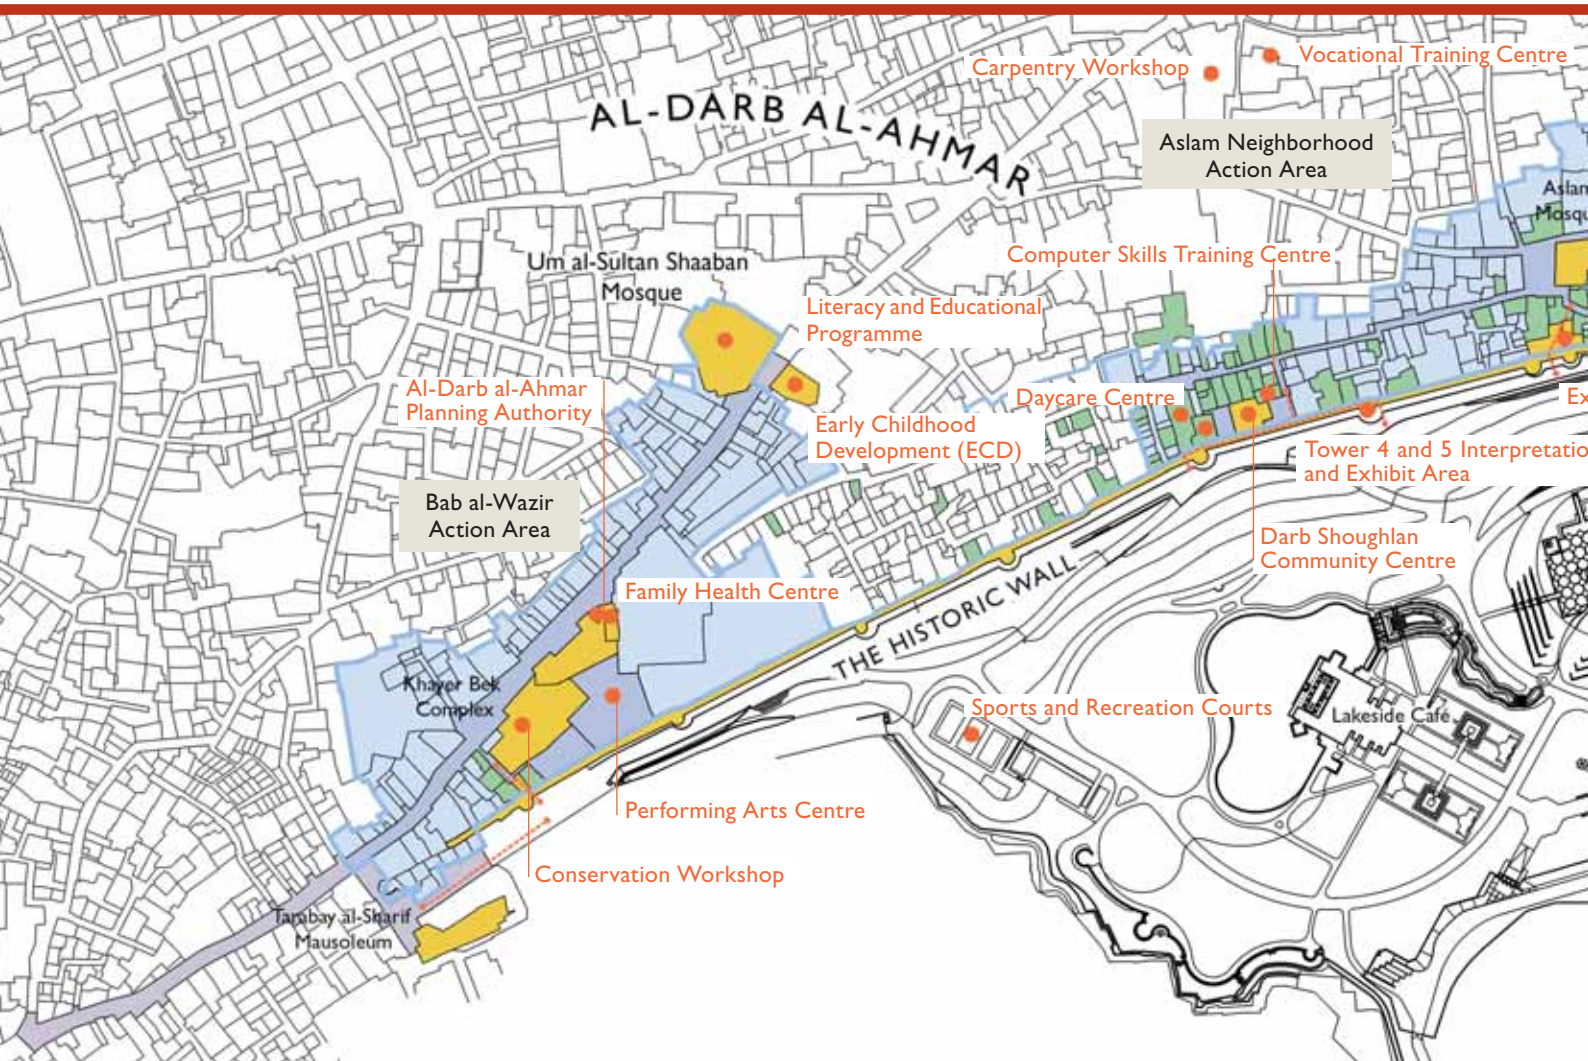 Carpentry Workshop
Vocational Training Centre
AL-DARB AL-AHMAR
Aslam Neighborhood
Action Area
Aslam
Um al-Sultan Shaaban
Mosque
Computer Skills Training Centre
Literacy and Educational
Programme
Al-Darb al-Ahmar
Planning Authority
Daycare Centre
Ex
Early Childhood
Development (ECD)
Tower 4 and 5 Interpretatio
and Exhibit Area
Bab al-Wazir
Action Area
Darb Shoughlan
Community Centre
Family Health Centre
THE HISTORIC WALL
Khayer Bek
Complex
Sports and Recreation Courts
Lakeside Café
Performing Arts Centre
Conservation Workshop
Tarabay al-Sharif
Mausoleum